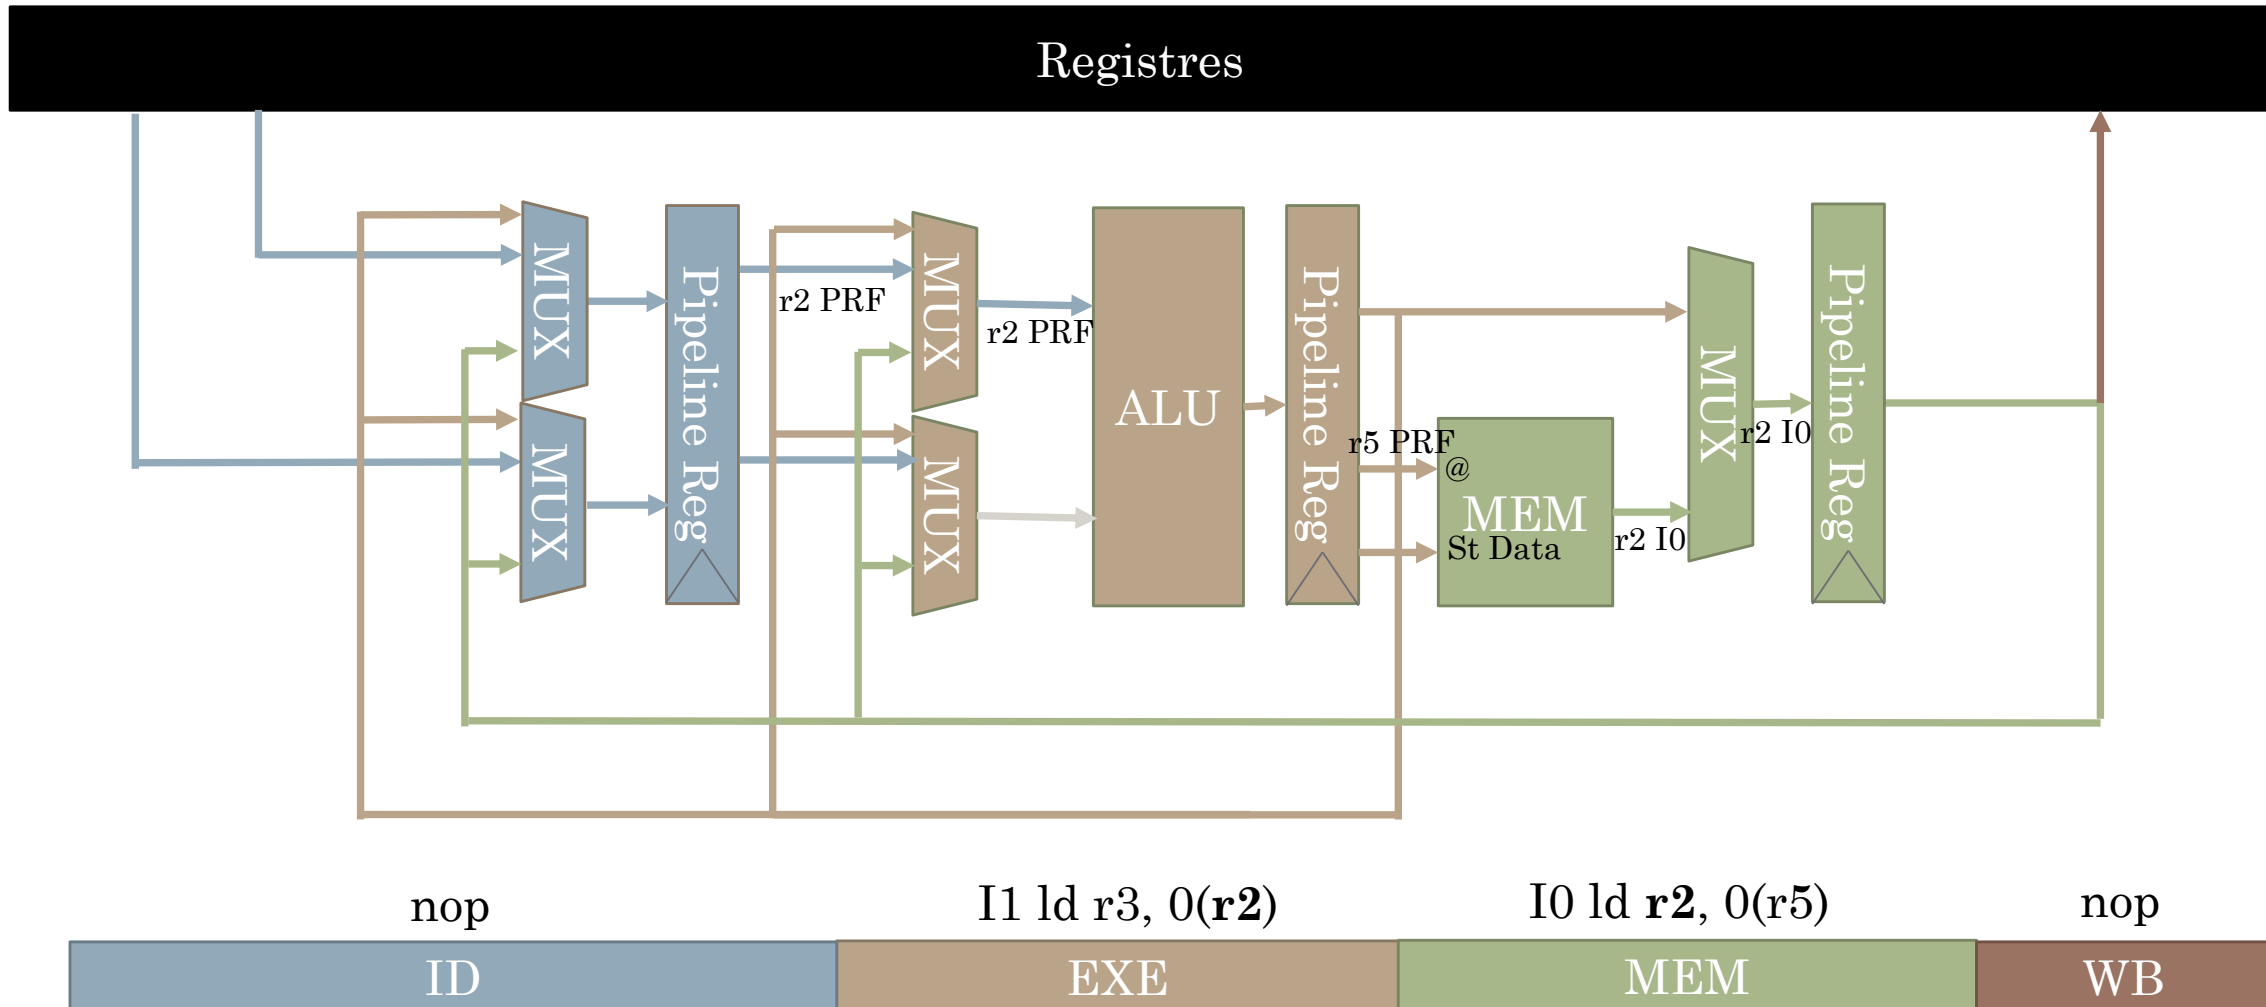 Registres
MUX
MUX
Pipeline Reg
r2 PRF
MUX
MUX
r2 PRF
ALU
Pipeline Reg
r5 PRF
@
MEM
St Data
r2 I0
MUX
r2 I0
Pipeline Reg
nop
I1 ld r3, 0(r2)
I0 ld r2, 0(r5)
nop
ID
EXE
MEM
WB